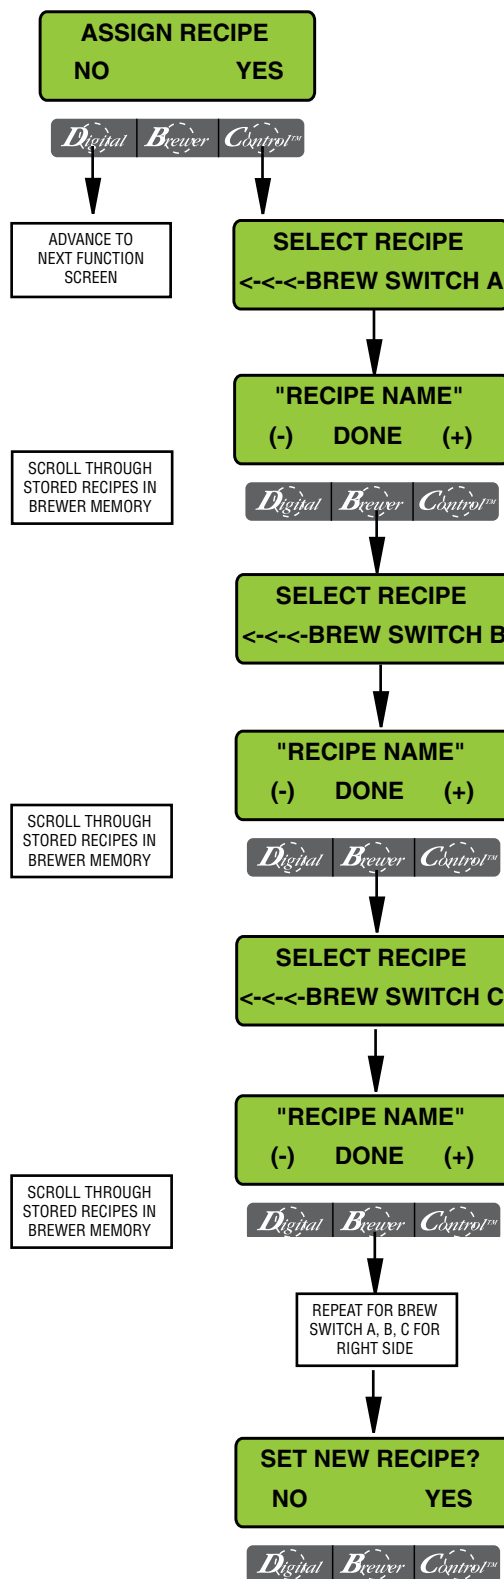 ASSIGN RECIPE
NO YES
Digital Brewer Control™
ADVANCE TO
NEXT FUNCTION
SCREEN
SELECT RECIPE
<-<-<-BREW SWITCH A
"RECIPE NAME"
(-) DONE (+)
SCROLL THROUGH
STORED RECIPES IN
BREWER MEMORY
Digital Brewer Control™
SELECT RECIPE
<-<-<-BREW SWITCH B
"RECIPE NAME"
(-) DONE (+)
SCROLL THROUGH
STORED RECIPES IN
BREWER MEMORY
Digital Brewer Control™
SELECT RECIPE
<-<-<-BREW SWITCH C
"RECIPE NAME"
(-) DONE (+)
SCROLL THROUGH
STORED RECIPES IN
BREWER MEMORY
Digital Brewer Control™
REPEAT FOR BREW
SWITCH A, B, C FOR
RIGHT SIDE
SET NEW RECIPE?
NO YES
Digital Brewer Control™